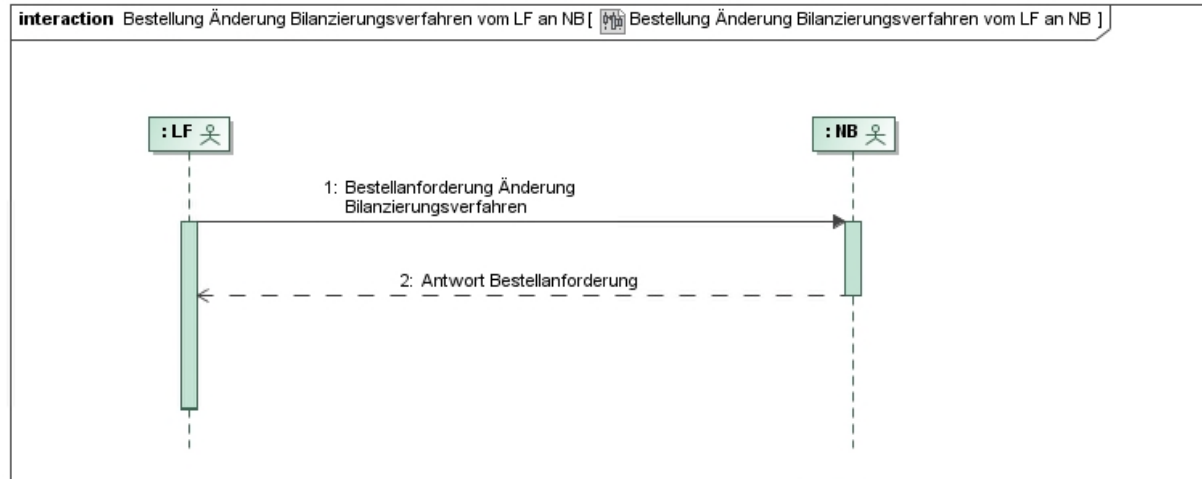 interaction Bestellung Änderung Bilanzierungsverfahren vom LF an NB[ Bestellung Änderung Bilanzierungsverfahren vom LF an NB ]
: LF
: NB
1: Bestellanforderung Änderung
Bilanzierungsverfahren
2: Antwort Bestellanforderung